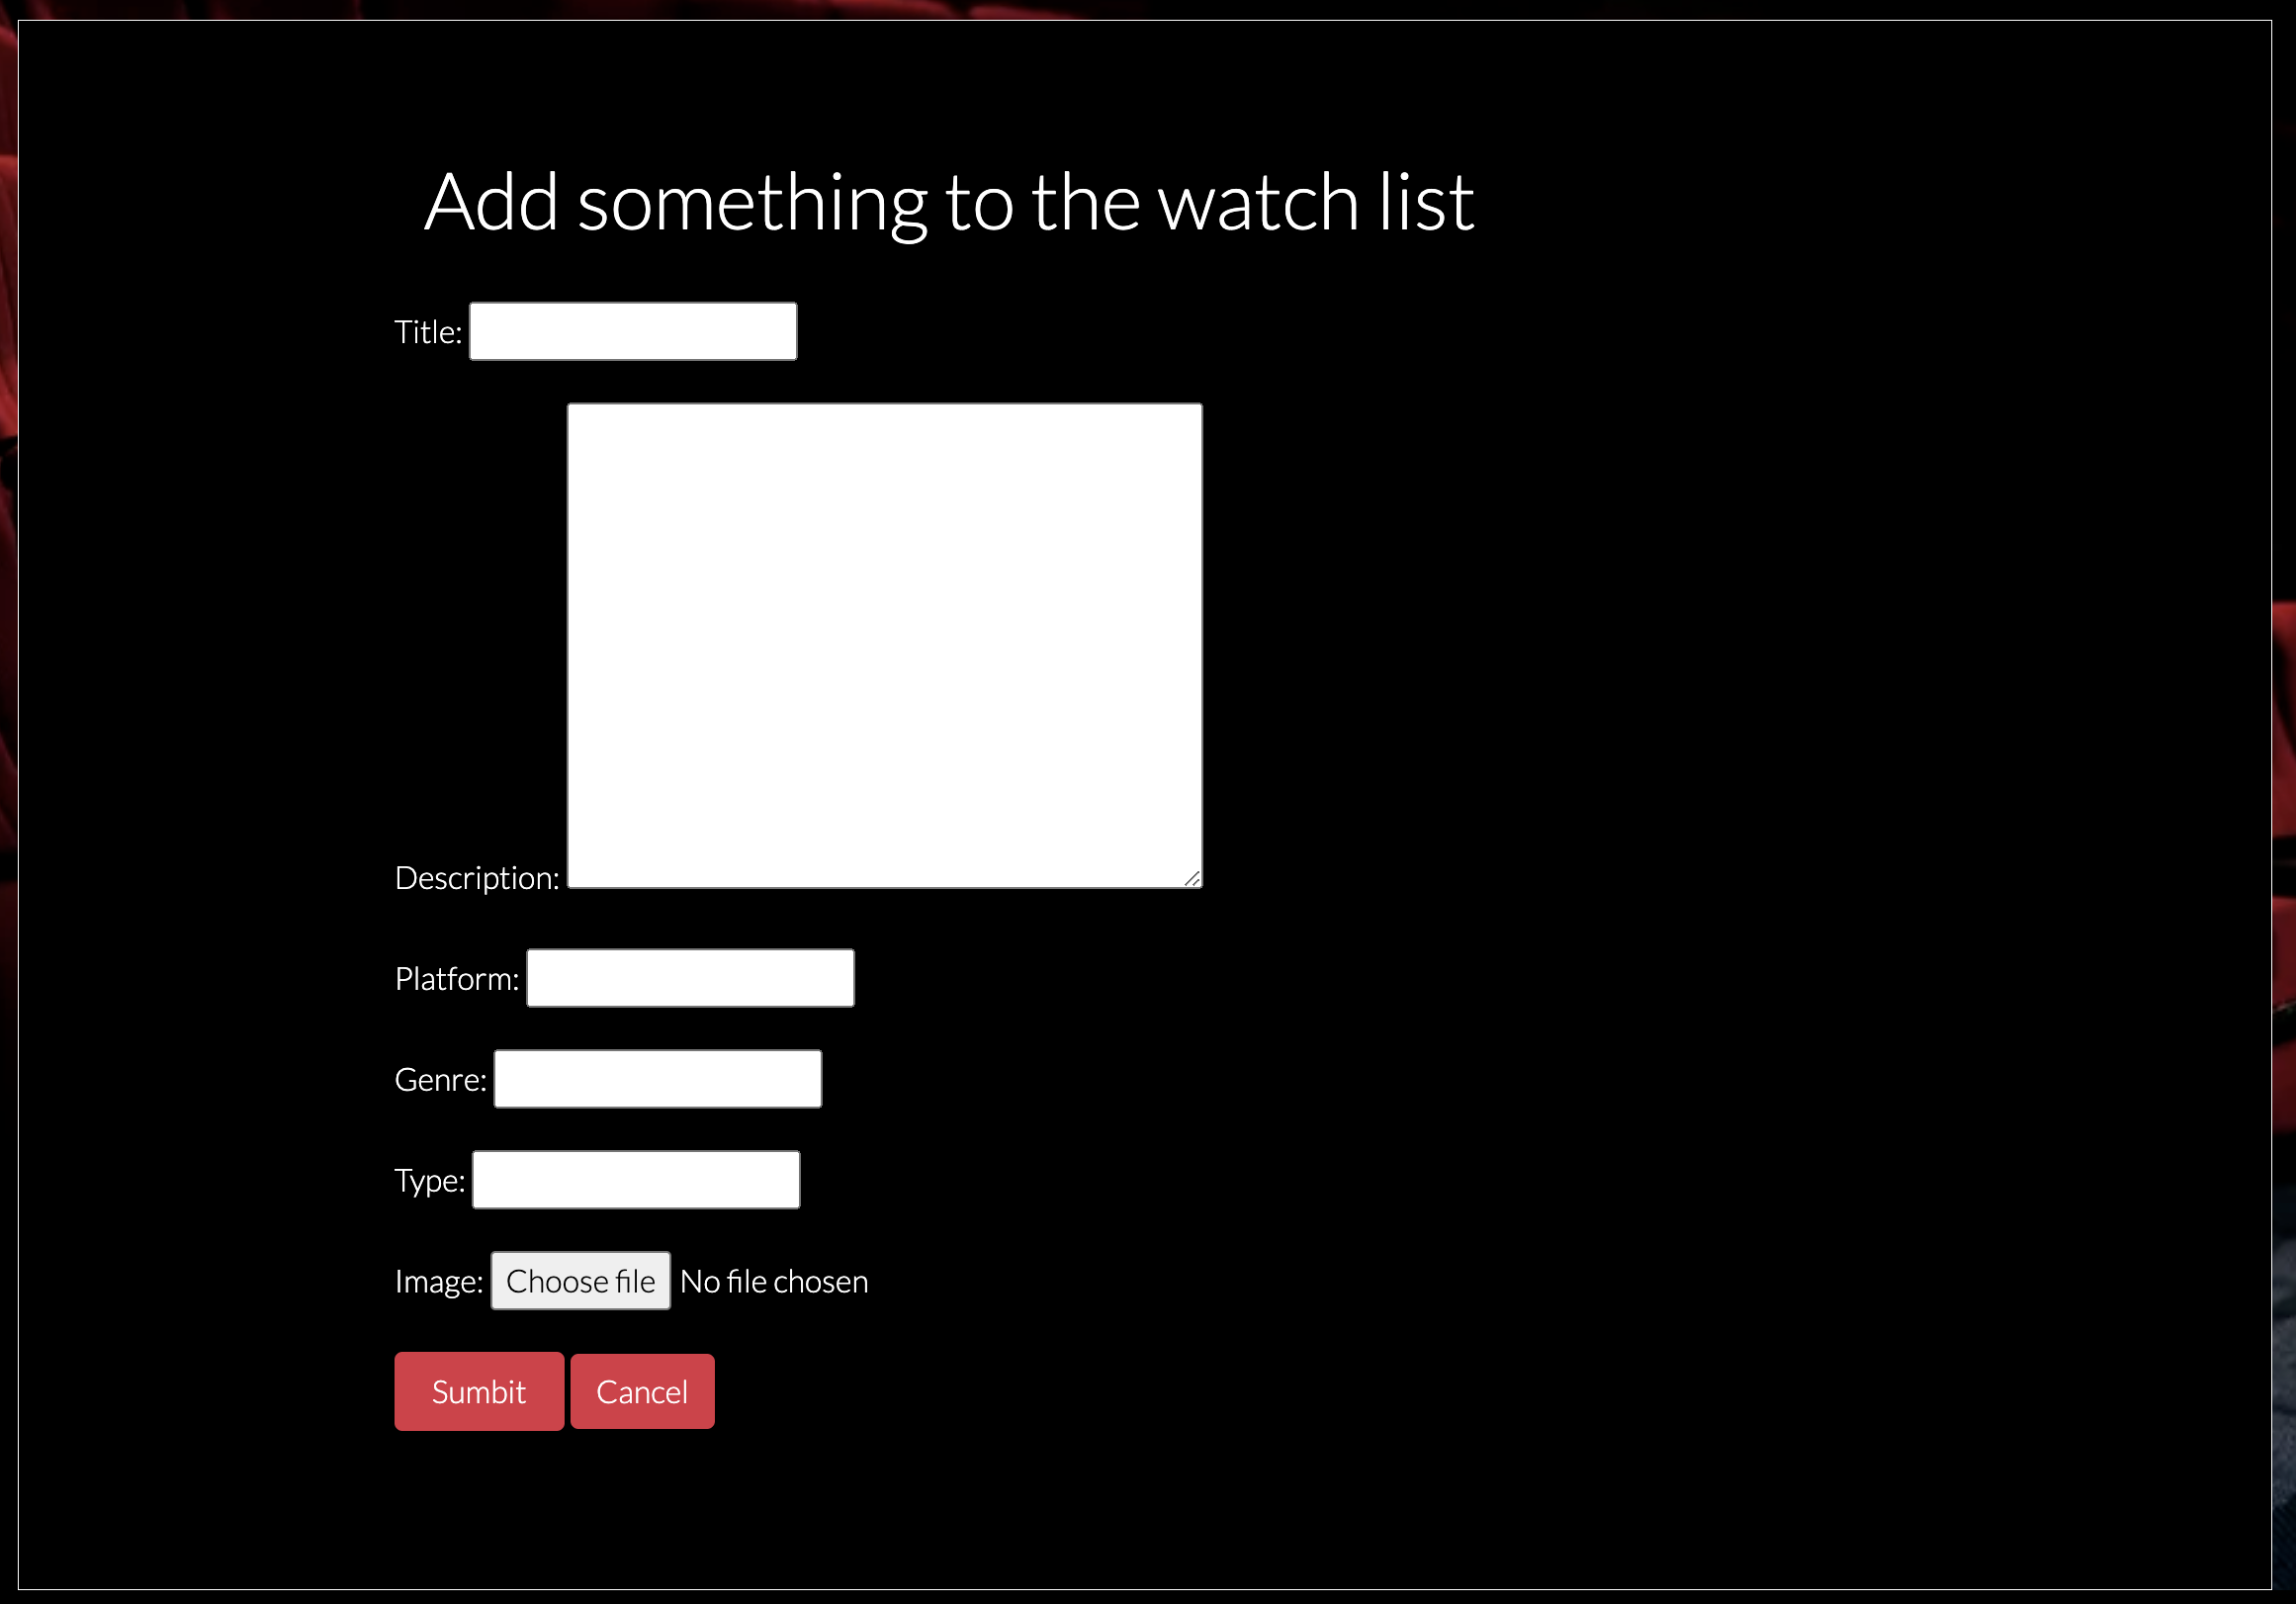 Add something to the watch list
Title:
Description:
Platform:
Genre:
Type:
Image: Choose file No file chosen
Sumbit Cancel